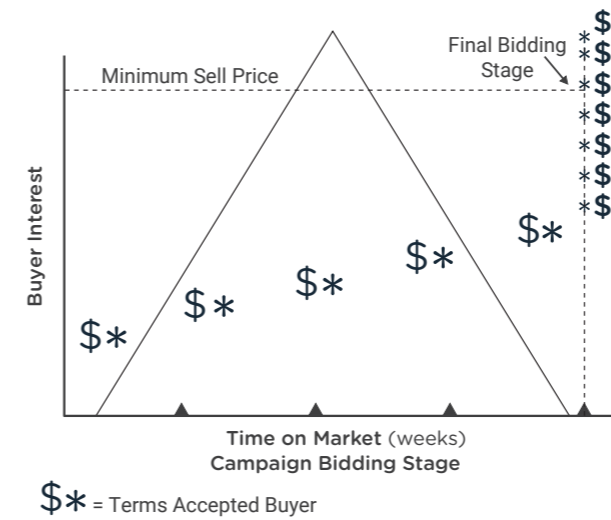 Final Bidding
Stage
Minimum Sell Price
* $
* $
* $
* $
* $
* $
* $
Buyer Interest
$* $* $* $* $*
Time on Market (weeks)
Campaign Bidding Stage
$* = Terms Accepted Buyer